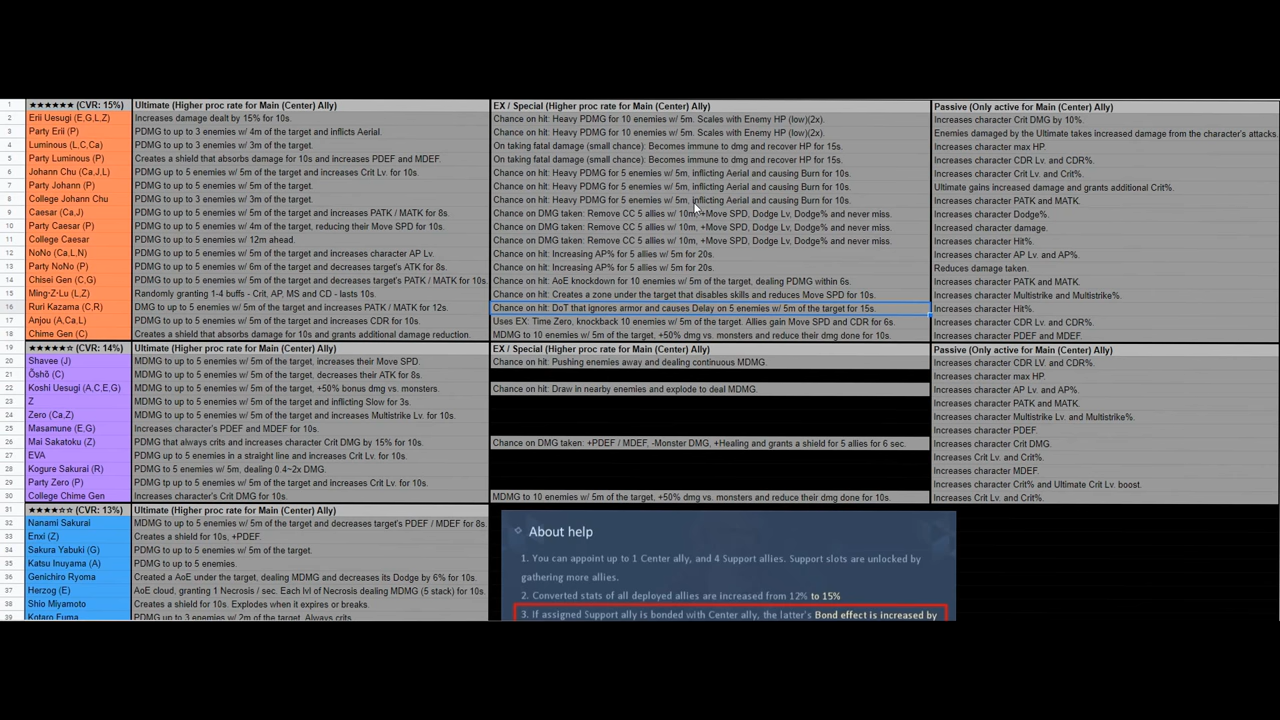 1 ★★★★★★ (CVR: 15%) Ultimate (Higher proc rate for Main (Center) Ally) EX / Special (Higher proc rate for Main (Center) Ally) Passive (Only active for Main (Center) Ally)
2 Erii Uesugi (E,G,L,Z) Increases damage dealt by 15% for 10s. Chance on hit: Heavy PDMG for 10 enemies w/ 5m. Scales with Enemy HP (low)(2x). Increases character Crit DMG by 10%.
3 Party Erii (P) PDMG to up to 3 enemies w/ 4m of the target and inflicts Aerial. Chance on hit: Heavy PDMG for 10 enemies w/ 5m. Scales with Enemy HP (low)(2x). Enemies damaged by the Ultimate takes increased damage from the character's attacks
4 Luminous (L,C,Ca) PDMG to up to 3 enemies w/ 3m of the target. On taking fatal damage (small chance): Becomes immune to dmg and recover HP for 15s. Increases max HP.
5 Party Luminous (P) Creates a shield that absorbs damage for 10s and increases PDEF and MDEF. On taking fatal damage (small chance): Becomes immune to dmg and recover HP for 15s. Increases character CDR LV. and CDR%.
6 Johann Chu (Ca,J,L) PDMG up to 5 enemies w/ 5m of the target and increases Crit Lv. for 10s. Chance on hit: Heavy PDMG for 5 enemies w/ 5m, inflicting Aerial and causing Burn for 10s. Increases character Crit Lv. and Crit%.
7 Party Johann (P) PDMG to up to 3 enemies w/ 3m of the target. Chance on hit: Heavy PDMG for 5 enemies w/ 5m, inflicting Aerial and causing Burn for 10s. Ultimate gains increased damage and grants additional Crit%.
8 College Johann Chu PDMG to up to 3 enemies w/ 3m of the target. Chance on hit: Heavy PDMG for 5 enemies w/ 5m, inflicting Aerial and causing Burn for 10s. Increases character PATK and MATK.
9 Caesar (Ca,J) PDMG to up to 5 enemies w/ 5m of the target and increases PATK / MATK for 8s. Chance on DMG taken: Remove CC 5 allies w/ 10m, +Move SPD, Dodge Lv, Dodge% and never miss. Increases character Dodge%.
10 Party Caesar (P) PDMG to up to 5 enemies w/ 4m of target, reducing their Move SPD for 10s. Chance on DMG taken: Remove CC 5 allies w/ 10m, +Move SPD, Dodge Lv, Dodge% and never miss. Increased character damage.
11 College Caesar PDMG to up to 5 enemies w/ 12m ahead. Chance on DMG taken: Remove CC 5 allies w/ 10m, +Move SPD, Dodge Lv, Dodge% and never miss. Increases character Hit%.
12 NoNo (Ca,L,N) PDMG to up to 5 enemies w/ 5m of target and increases character AP Lv. Chance on hit: Increasing AP% for 5 allies w/ 5m for 20s. Increases character AP Lv. and AP%.
13 Party NoNo (P) PDMG to up to 5 enemies w/ 6m of the target and decreases target's ATK for 8s. Chance on hit: Increasing AP% for 5 allies w/ 5m for 20s. Reduces damage taken.
14 Chisei Gen (C,G) PDMG to up to 5 enemies w/ 5m of the target and increases PATK / MATK for 10s. Chance on hit: AoE knockdown for 10 enemies w/ 5m of the target, dealing PDMG within 6s. Increases character PATK and MATK.
15 Ming-Z-Lu (L,Z) Randomly granting 1-4 buffs - Crit, AP, MS and CD - lasts 10s. Chance on hit: Creates a zone under the target that disables skills and reduces Move SPD for 10s. Increases character Multistrike and Multistrike%.
16 Ruri Kazama (C,R) PDMG to up to 5 enemies w/ 5m of target and increases PATK / MATK for 12s. Chance on hit: DoT that ignores armor and causes Delay on 5 enemies w/ 5m of the target for 15s. Increases character Hit%.
17 Anjou (C,A,L) PDMG to up to 5 enemies w/ 5m of the target and increases CDR for 10s. Uses EX: Time Zero, knockback 10 enemies w/ 5m of the target. Allies gain Move SPD and CDR for 6s. Increases character CDR LV. and CDR%.
18 Chime Gen (C) Creates a shield for 10s and grants additional damage reduction. MDMG to 10 enemies w/ 5m of the target, +50% dmg vs. monsters and reduce their dmg done for 10s. Increases character PDEF and MDEF.
19 ★★★★★☆ (CVR: 14%) Ultimate (Higher proc rate for Main (Center) Ally) EX / Special (Higher proc rate for Main (Center) Ally) Passive (Only active for Main (Center) Ally)
20 Shavee (J) MDMG to up to 5 enemies w/ 5m of the target, increases their Move SPD. Chance on hit: Pushing enemies away and dealing continuous MDMG. Increases character CDR Lv. and CDR%.
21 Ōshō (C) MDMG to up to 5 enemies w/ 5m of the target, decreases their ATK for 8s. Increases character max HP.
22 Koshi Uesugi (A,C,E,G) MDMG to up to 5 enemies w/ 5m of the target, +50% bonus dmg vs. monsters. Chance on hit: Draw in nearby enemies and explode to deal MDMG. Increases character AP Lv. and AP%.
23 Z MDMG to up to 5 enemies w/ 5m of the target and inflicting Slow for 3s. Increases character PATK and MATK.
24 Zero (Ca,Z) PDMG to up to 5 enemies w/ 5m of the target and increases Multistrike Lv. for 10s. Increases character Multistrike Lv. and Multistrike%.
25 Masamune (E,G) Increases character's PDEF and MDEF for 10s. Increases character PDEF.
26 Mai Sakatoku (Z) PDMG that always crits and increases character Crit DMG by 15% for 10s. Chance on DMG taken: +PDEF / MDEF, -Monster DMG, +Healing and grants a shield for 5 allies for 6 sec. Increases character Crit DMG.
27 EVA PDMG up to 5 enemies in a straight line and increases Crit Lv. for 10s. Increases Crit Lv. and Crit%.
28 Kogure Sakurai (R) PDMG to 5 enemies w/ 5m, dealing 0.4~2x DMG. Increases character MDEF.
29 Party Zero (P) PDMG tp up to 5 enemies w/ 5m of the target and increases Crit Lv. for 10s. Increases character Crit% and Ultimate Crit Lv. boost.
30 College Chime Gen Increases character's Crit DMG for 10s. MDMG to 10 enemies w/ 5m of the target, +50% dmg vs. monsters and reduce their dmg done for 10s. Increases Crit Lv. and Crit%.
31 ★★★★☆☆ (CVR: 13%) Ultimate (Higher proc rate for Main (Center) Ally)
32 Nanami Sakurai MDMG to up to 5 enemies w/ 5m of the target and decreases target's PDEF / MDEF for 8s.
33 Enxi (Z) Creates a shield for 10s, +PDEF.
34 Sakura Yabuki (G) PDMG to up to 5 enemies w/ 5m of the target.
35 Katsu Inuyama (A) PDMG to up to 5 enemies.
36 Genichiro Ryoma Created a AoE under the target, dealing MDMG and decreases its Dodge by 6% for 10s.
37 Herzog (E) AoE cloud, granting 1 Necrosis / sec. Each lvl of Necrosis dealing MDMG (5 stack) for 10s.
38 Shio Miyamoto Creates a shield for 10s. Explodes when it expires or breaks.
39 Kotaro Fuma PDMG to up to 3 enemies w/ 2m of the target. Always crits.
About help
1. You can appoint up to 1 Center ally, and 4 Support allies. Support slots are unlocked by
gathering more allies.
2. Converted stats of all deployed allies are increased from 12% to 15%
3. If assigned Support ally is bonded with Center ally, the latter's Bond effect is increased by